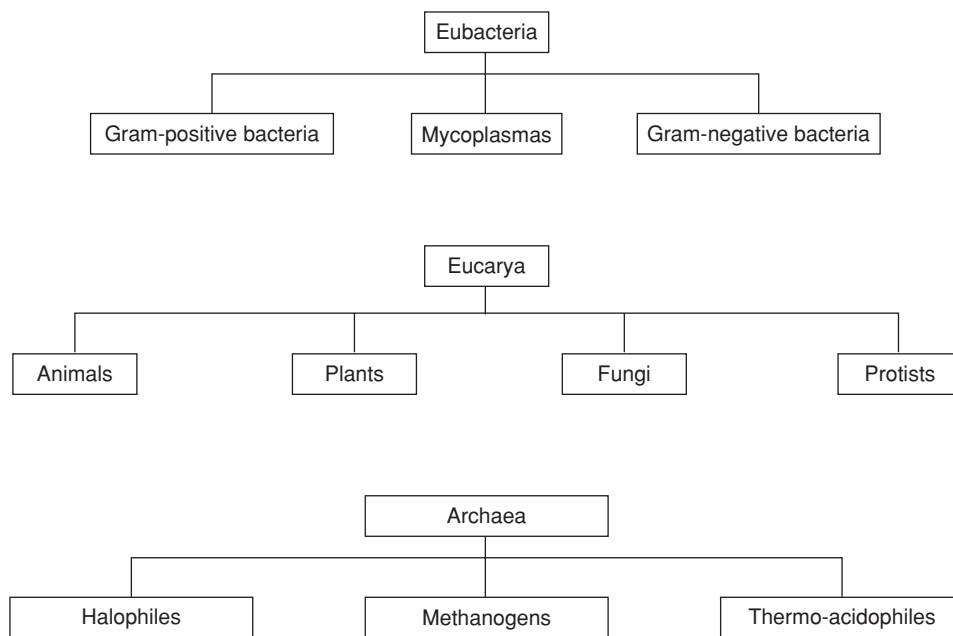 Eubacteria
Gram-positive bacteria
Mycoplasmas
Gram-negative bacteria
Eucarya
Animals
Plants
Fungi
Protists
Archaea
Halophiles
Methanogens
Thermo-acidophiles